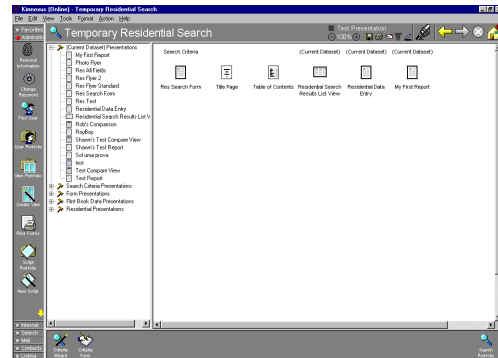 Kinnexus [Online] - Temporary Residential Search
File Edit View Tools Format Action Help
Favorites
Administr
Temporary Residential Search
Test Presentation
100%
Personal Information
Change Password
Find User
User Portfolio
View Portfolio
Create View
Print Forms
Script Portfolio
New Script
Internet
Search
Mail
Contacts
Listing
(Current Dataset) Presentations
My First Report
Photo Flyer
Res All Fields
Res Flyer 2
Res Flyer Standard
Res Search Form
Res Test
Residential Data Entry
Residential Search Results List V
Rob's Comparison
RoyBoy
Shawn's Test Compare View
Shawn's Test Report
Sol uma prova
test
Test Compare View
Test Report
Search Criteria Presentations
Form Presentations
Flint Book Data Presentations
Residential Presentations
Search Criteria
(Current Dataset) (Current Dataset) (Current Dataset)
Res Search Form
Title Page
Table of Contents
Residential Search Results List View
Residential Data Entry
My First Report
Criteria Wizard
Criteria Form
Search Portfolio